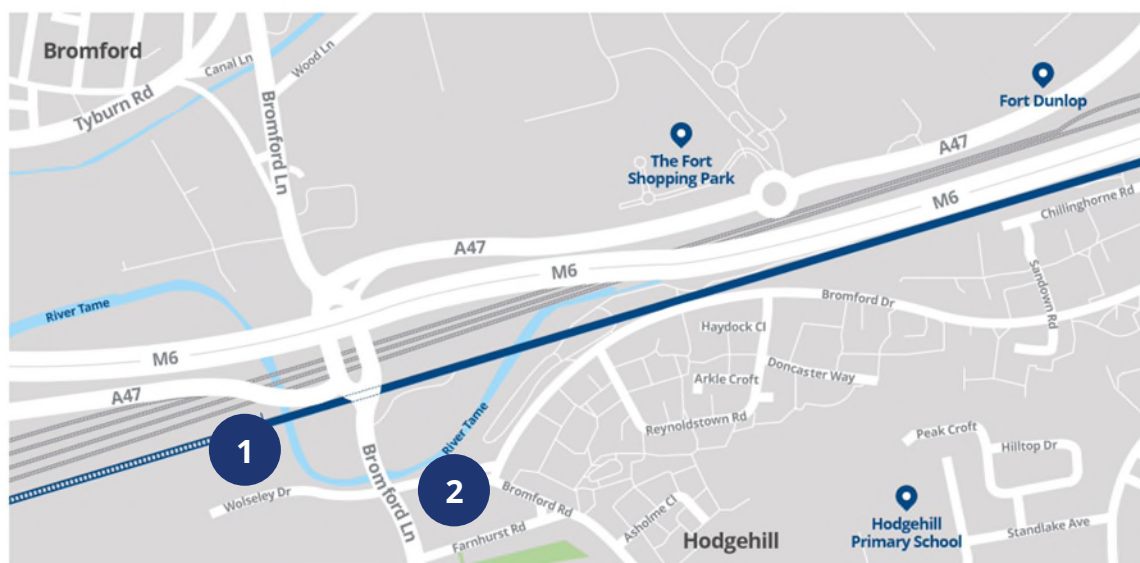 Bromford
Canal Ln
Wood Ln
Tyburn Rd
Bromford Ln
Fort Dunlop
The Fort
Shopping Park
A47
M6
Chillinghorne Rd
A47
M6
Sandown Rd
Bromford Dr
River Tame
Haydock Cl
M6
Doncaster Way
Arkle Croft
A47
Reynoldstown Rd
River Tame
1
Peak Croft
Hilltop Dr
Bromford Ln
2
Wolseley Dr
Bromford Rd
Asholme Cl
Farnhurst Rd
Hodgehill
Hodgehill
Primary School
Standlake Ave